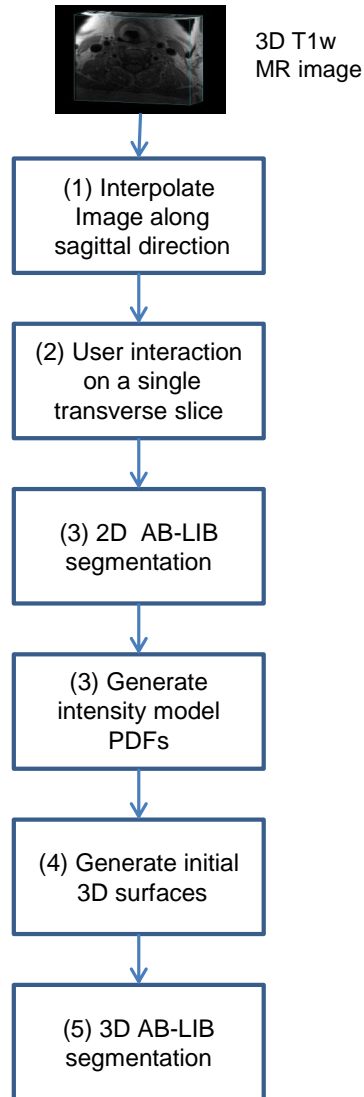 3D T1w
MR image
(1) Interpolate
Image along
sagittal direction
(2) User interaction
on a single
transverse slice
(3) 2D  AB-LIB
segmentation
(3) Generate
intensity model
PDFs
(4) Generate initial
3D surfaces
(5) 3D AB-LIB
segmentation